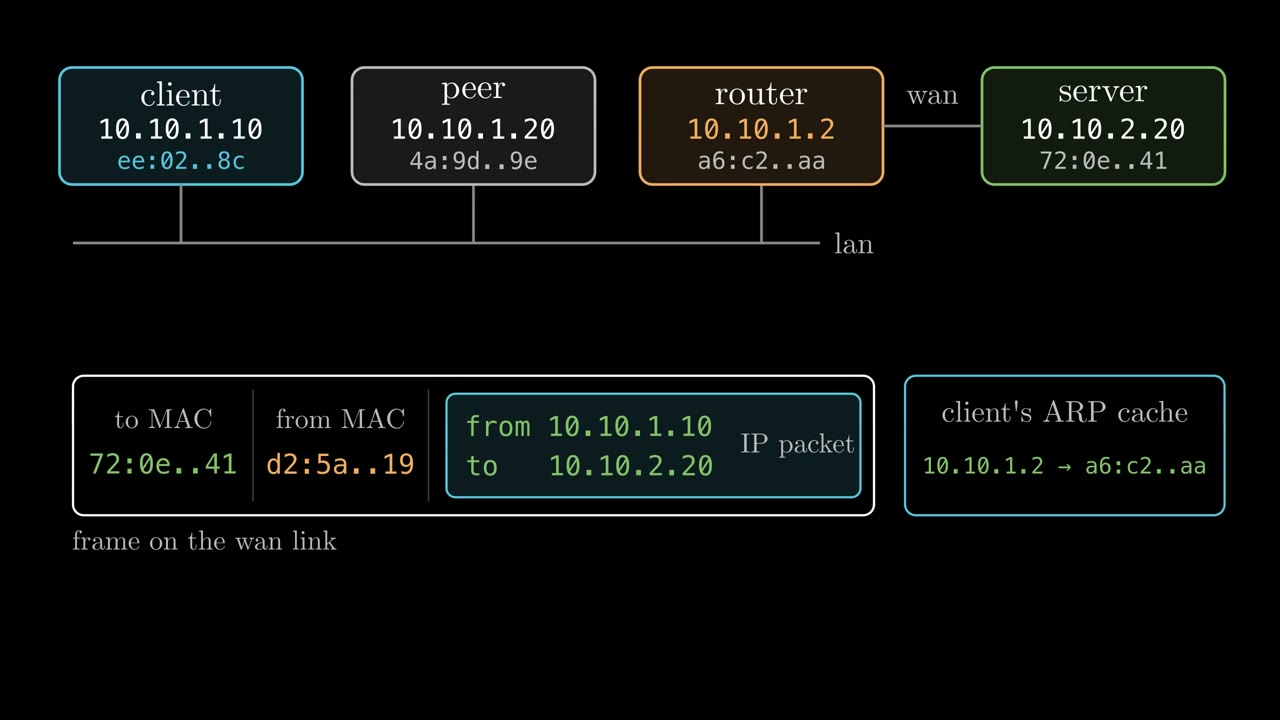 client
10.10.1.10
ee:02..8c
peer
10.10.1.20
4a:9d..9e
router
10.10.1.2
a6:c2..aa
wan
server
10.10.2.20
72:0e..41
lan
to MAC
72:0e..41
from MAC
d2:5a..19
from 10.10.1.10
to 10.10.2.20
IP packet
client's ARP cache
10.10.1.2 → a6:c2..aa
frame on the wan link